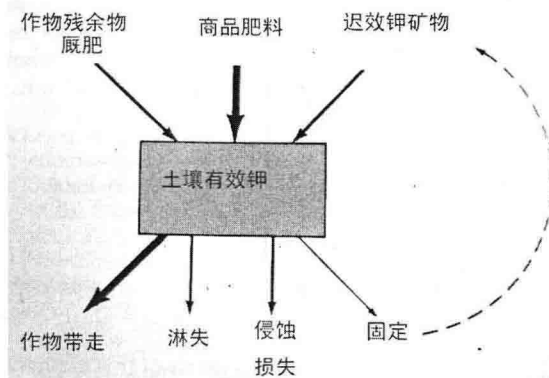 作物残余物
厩肥
商品肥料
迟效钾矿物
土壤有效钾
作物带走
淋失
侵蚀
损失
固定